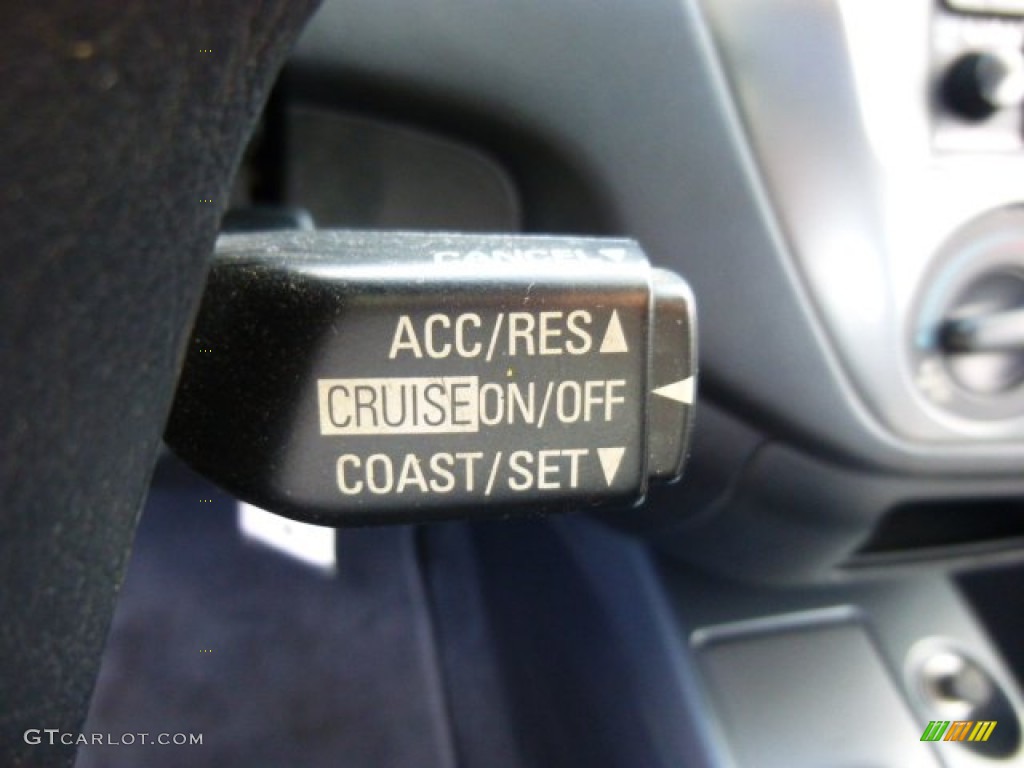 CANCEL ▼
ACC/RES ▲
CRUISE ON/OFF ◀
COAST/SET ▼
GTCARLOT.COM